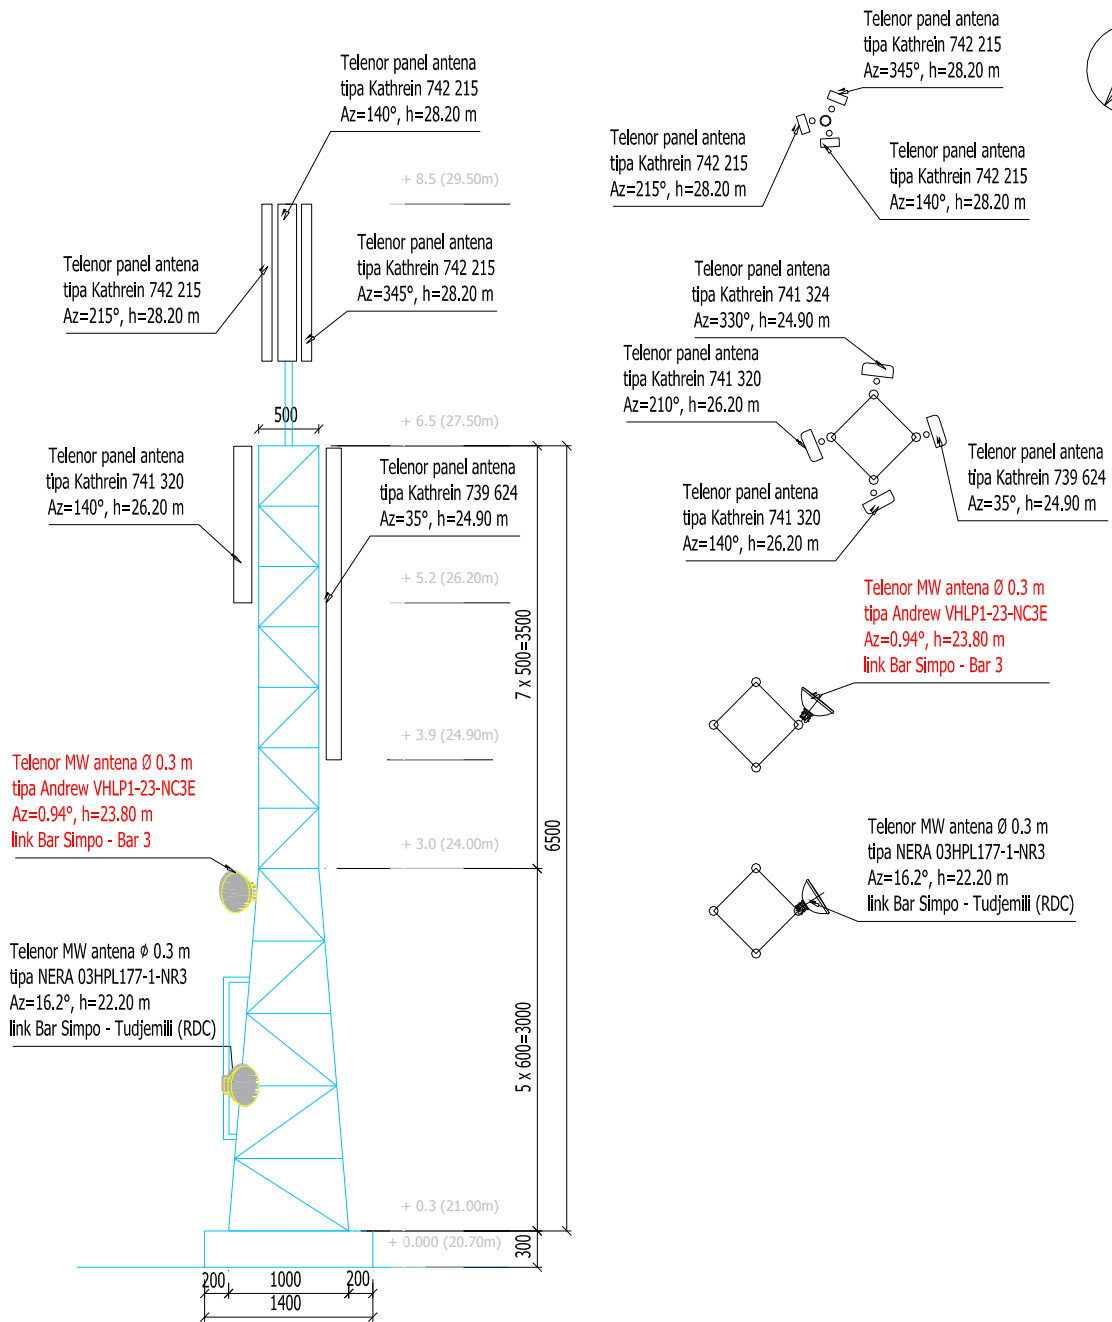 Telenor panel antena
tipa Kathrein 742 215
Az=140°, h=28.20 m
+ 8.5 (29.50m)
Telenor panel antena
tipa Kathrein 742 215
Az=215°, h=28.20 m
Telenor panel antena
tipa Kathrein 742 215
Az=345°, h=28.20 m
500
+ 6.5 (27.50m)
Telenor panel antena
tipa Kathrein 741 320
Az=140°, h=26.20 m
Telenor panel antena
tipa Kathrein 739 624
Az=35°, h=24.90 m
+ 5.2 (26.20m)
7 x 500=3500
+ 3.9 (24.90m)
Telenor MW antena Ø 0.3 m
tipa Andrew VHLP1-23-NC3E
Az=0.94°, h=23.80 m
link Bar Simpo - Bar 3
+ 3.0 (24.00m)
6500
Telenor MW antena ϕ 0.3 m
tipa NERA 03HPL177-1-NR3
Az=16.2°, h=22.20 m
link Bar Simpo - Tudjemili (RDC)
5 x 600=3000
+ 0.3 (21.00m)
+ 0.000 (20.70m)
300
200
1000
200
1400
Telenor panel antena
tipa Kathrein 742 215
Az=345°, h=28.20 m
Telenor panel antena
tipa Kathrein 742 215
Az=215°, h=28.20 m
Telenor panel antena
tipa Kathrein 742 215
Az=140°, h=28.20 m
Telenor panel antena
tipa Kathrein 741 324
Az=330°, h=24.90 m
Telenor panel antena
tipa Kathrein 741 320
Az=210°, h=26.20 m
Telenor panel antena
tipa Kathrein 739 624
Az=35°, h=24.90 m
Telenor panel antena
tipa Kathrein 741 320
Az=140°, h=26.20 m
Telenor MW antena Ø 0.3 m
tipa Andrew VHLP1-23-NC3E
Az=0.94°, h=23.80 m
link Bar Simpo - Bar 3
Telenor MW antena Ø 0.3 m
tipa NERA 03HPL177-1-NR3
Az=16.2°, h=22.20 m
link Bar Simpo - Tudjemili (RDC)